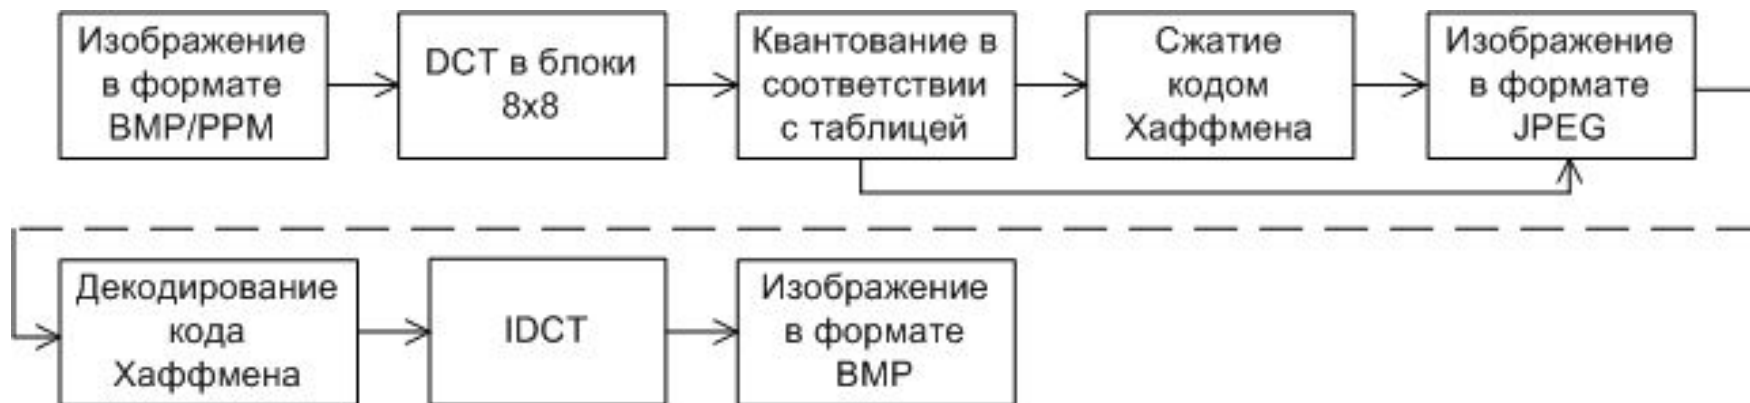 Изображение
в формате
BMP/PPM
DCT в блоки
8x8
Квантование в
соответствии
с таблицей
Сжатие
кодом
Хаффмена
Изображение
в формате
JPEG
Декодирование
кода
Хаффмена
IDCT
Изображение
в формате
BMP